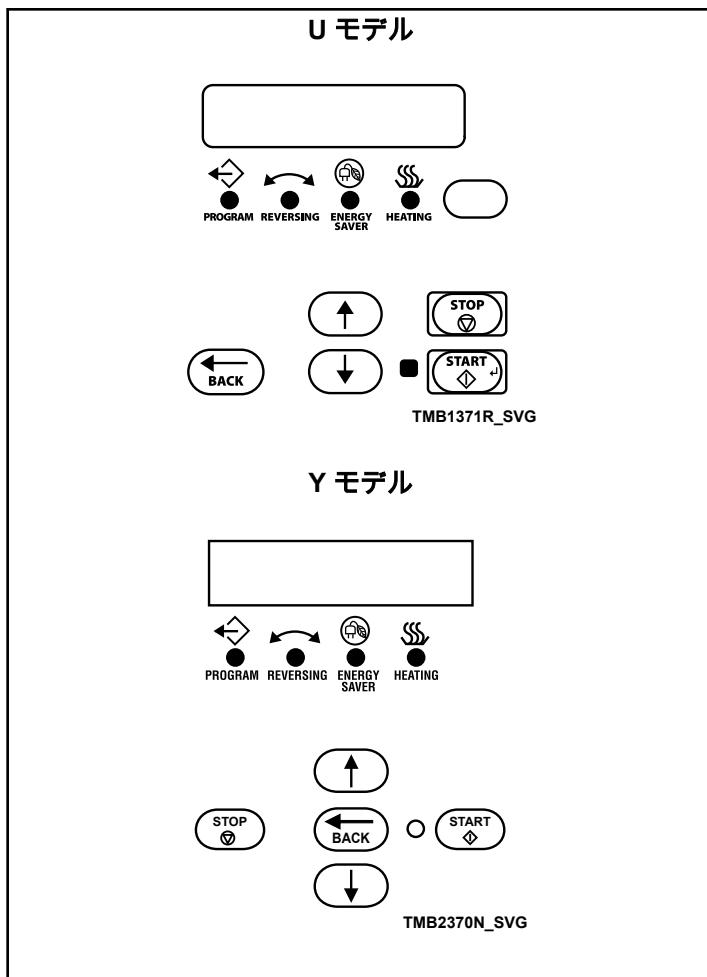 U モデル
PROGRAM REVERSING ENERGY SAVER HEATING
STOP
BACK
START
TMB1371R_SVG
Y モデル
PROGRAM REVERSING ENERGY SAVER HEATING
STOP
BACK
START
TMB2370N_SVG